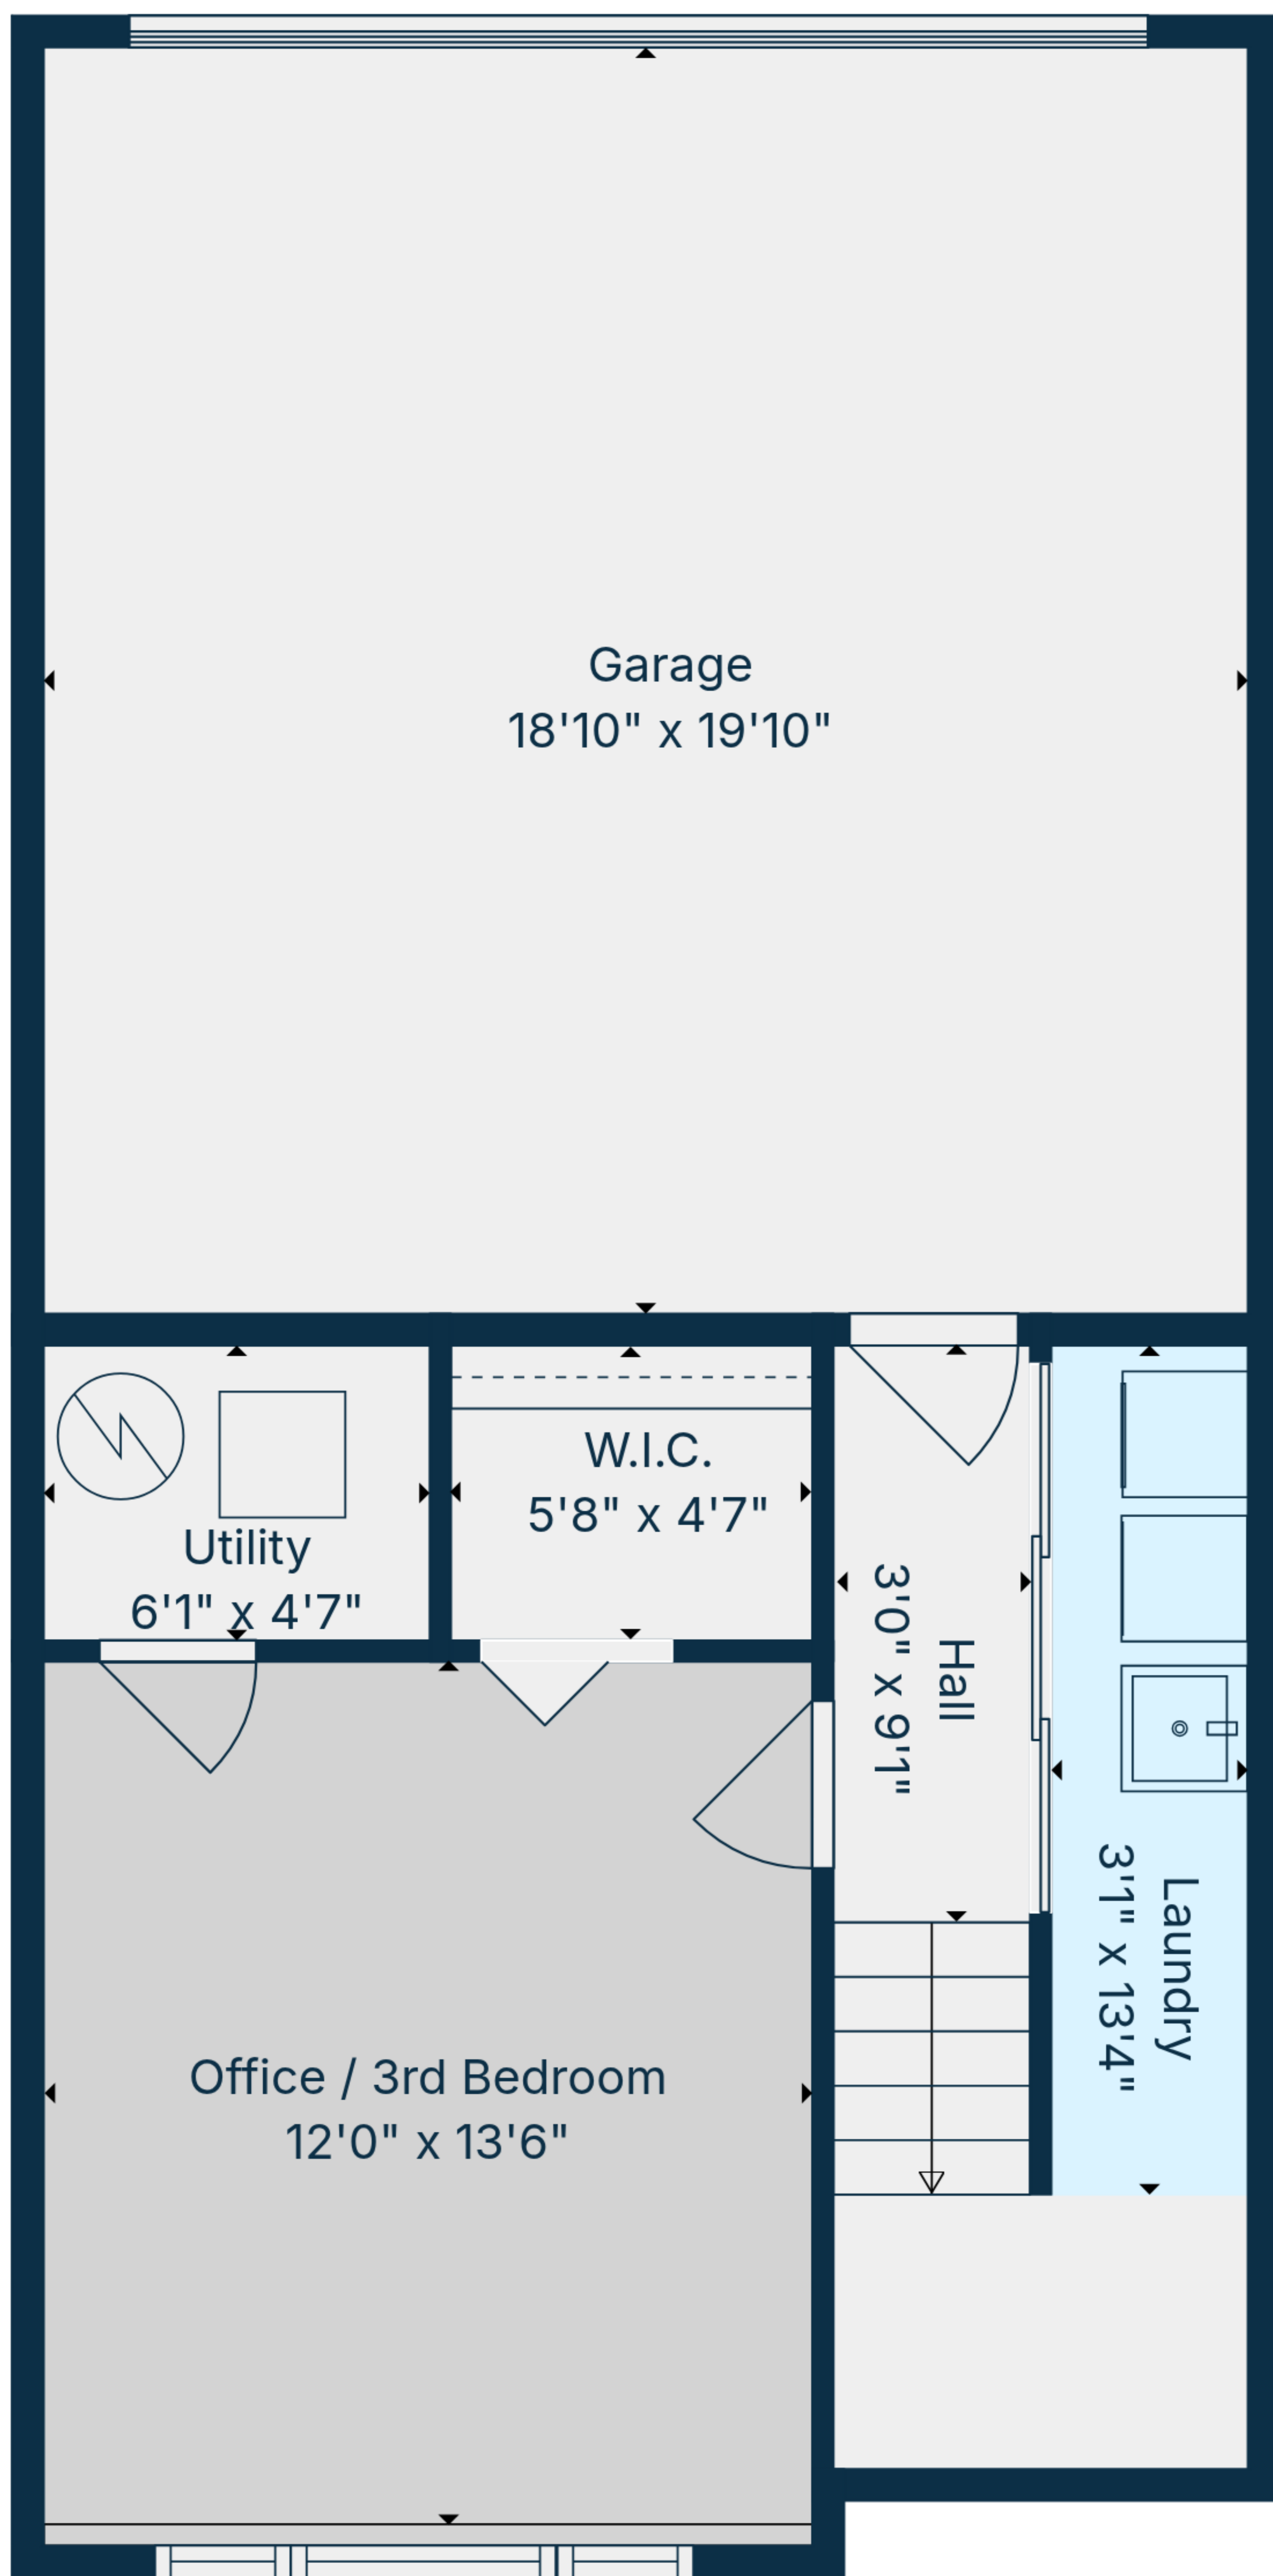 Garage
18'10" x 19'10"
W.I.C.
5'8" x 4'7"
Utility
6'1" x 4'7"
Hall
3'0" x 9'1"
Laundry
3'1" x 13'4"
Office / 3rd Bedroom
12'0" x 13'6"